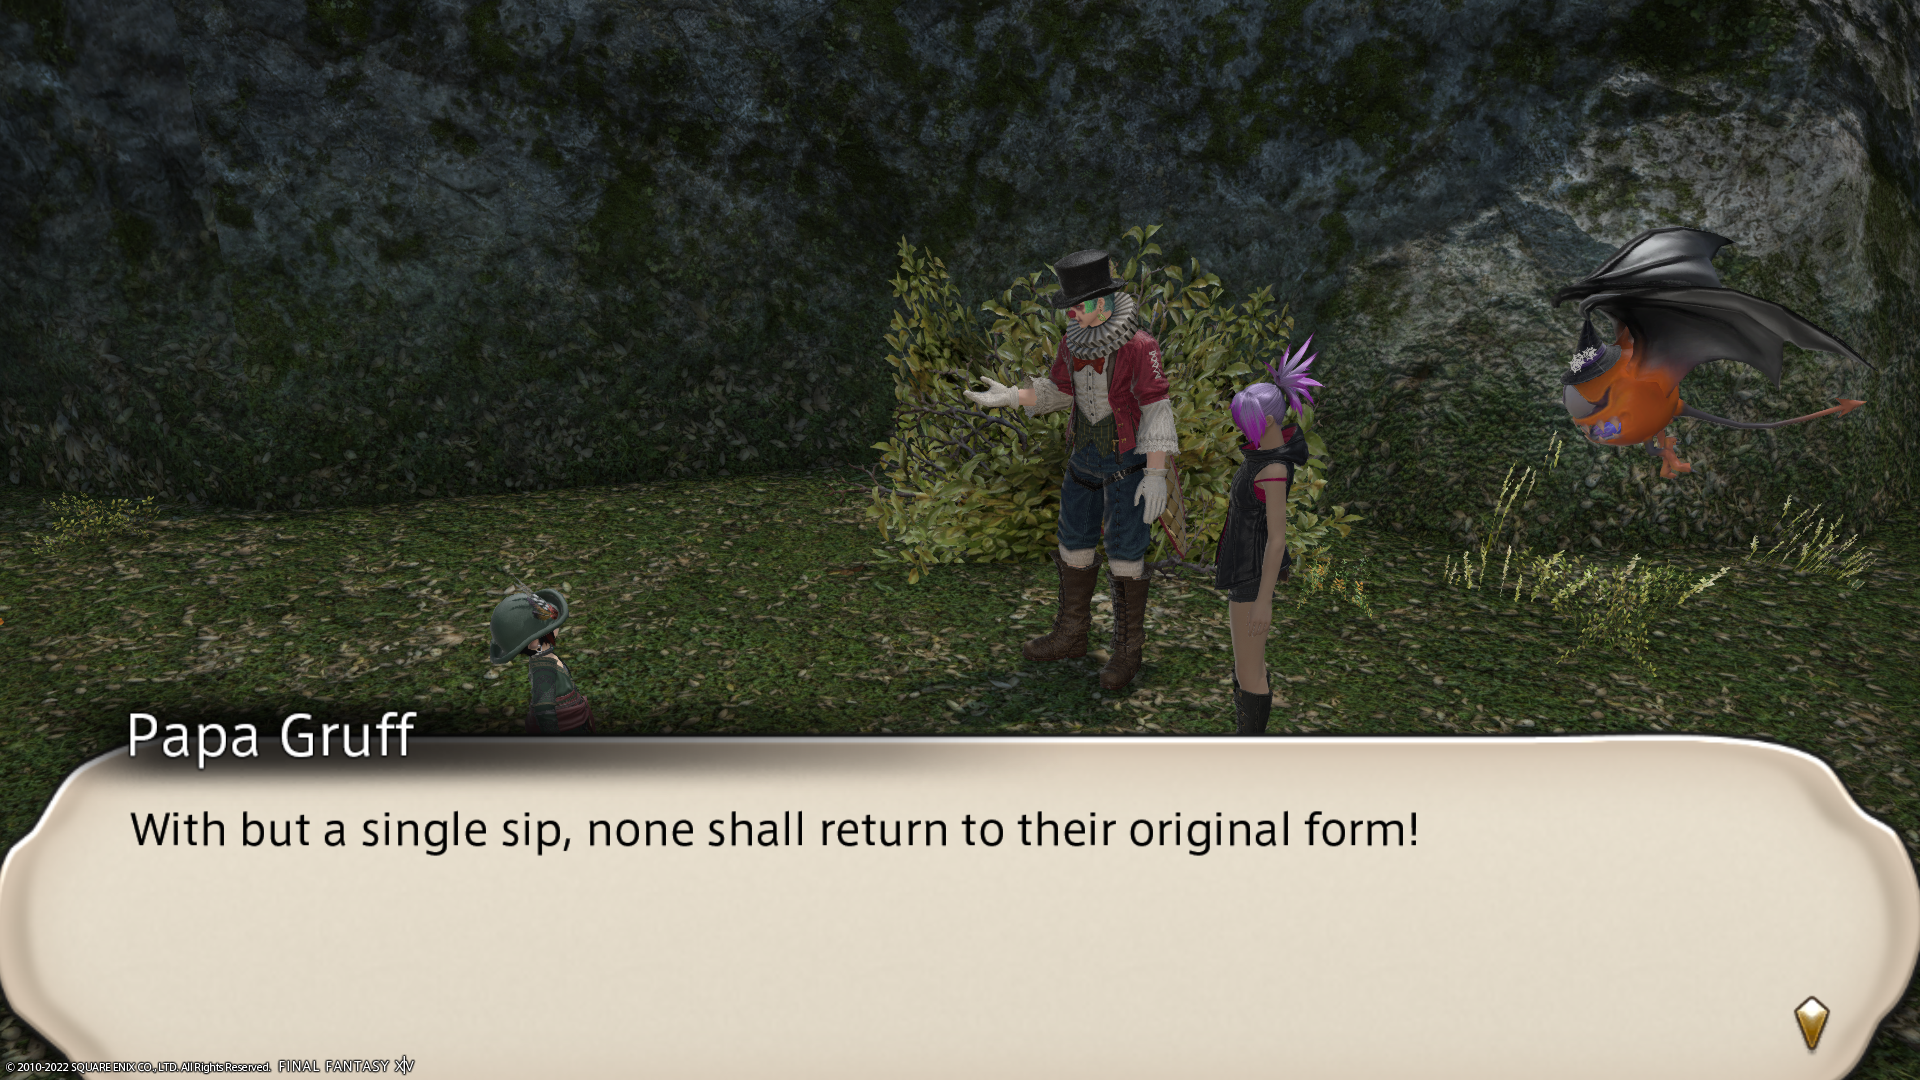 Papa Gruff
With but a single sip, none shall return to their original form!
© 2010-2022 SQUARE ENIX CO., LTD. All Rights Reserved. FINAL FANTASY XIV